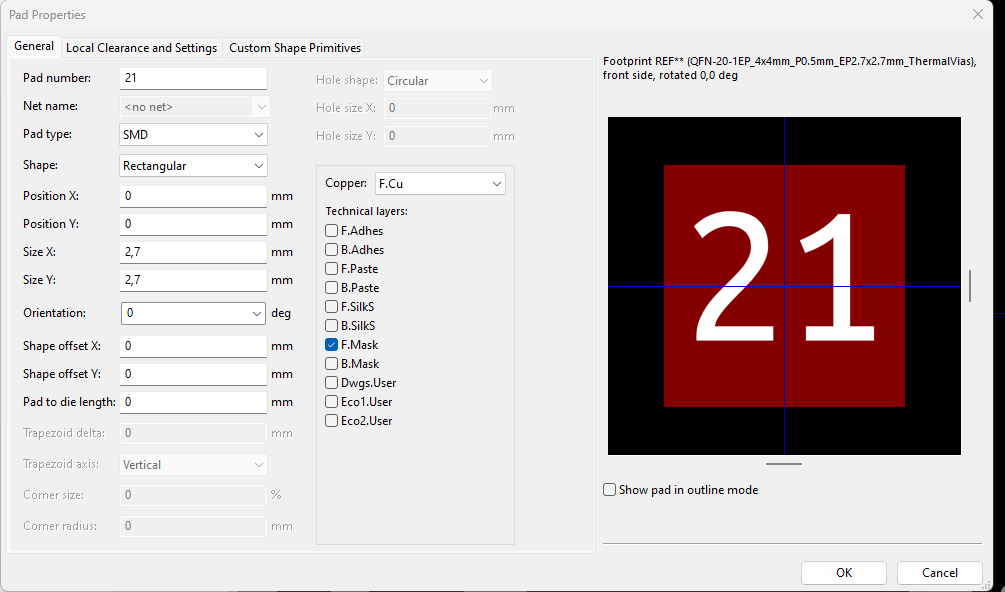 Pad Properties
General
Local Clearance and Settings
Custom Shape Primitives
Pad number: 21
Net name: <no net>
Pad type: SMD
Shape: Rectangular
Position X: 0 mm
Position Y: 0 mm
Size X: 2,7 mm
Size Y: 2,7 mm
Orientation: 0 deg
Shape offset X: 0 mm
Shape offset Y: 0 mm
Pad to die length: 0 mm
Trapezoid delta: 0 mm
Trapezoid axis: Vertical
Corner size: 0 %
Corner radius: 0 mm
Hole shape: Circular
Hole size X: 0 mm
Hole size Y: 0 mm
Copper: F.Cu
Technical layers:
F.Adhes
B.Adhes
F.Paste
B.Paste
F.SilkS
B.SilkS
F.Mask
B.Mask
Dwgs.User
Eco1.User
Eco2.User
Footprint REF** (QFN-20-1EP_4x4mm_P0.5mm_EP2.7x2.7mm_ThermalVias),
front side, rotated 0,0 deg
21
Show pad in outline mode
OK
Cancel